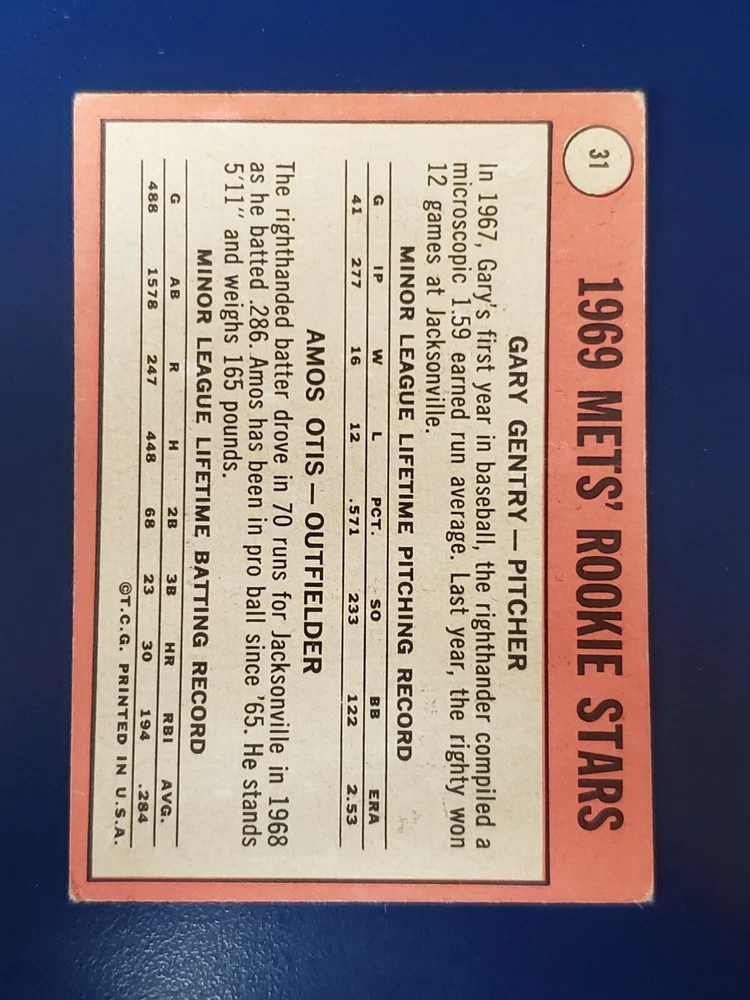 31
1969 METS' ROOKIE STARS
GARY GENTRY — PITCHER
In 1967, Gary's first year in baseball, the righthander compiled a
microscopic 1.59 earned run average. Last year, the righty won
12 games at Jacksonville.
MINOR LEAGUE LIFETIME PITCHING RECORD
G IP W L PCT. SO BB ERA
41 277 16 12 .571 233 122 2.53
AMOS OTIS — OUTFIELDER
The righthanded batter drove in 70 runs for Jacksonville in 1968
as he batted .286. Amos has been in pro ball since '65. He stands
5'11" and weighs 165 pounds.
MINOR LEAGUE LIFETIME BATTING RECORD
G AB R H 2B 3B HR RBI AVG.
488 1578 247 448 68 23 30 194 .284
©T.C.G. PRINTED IN U.S.A.